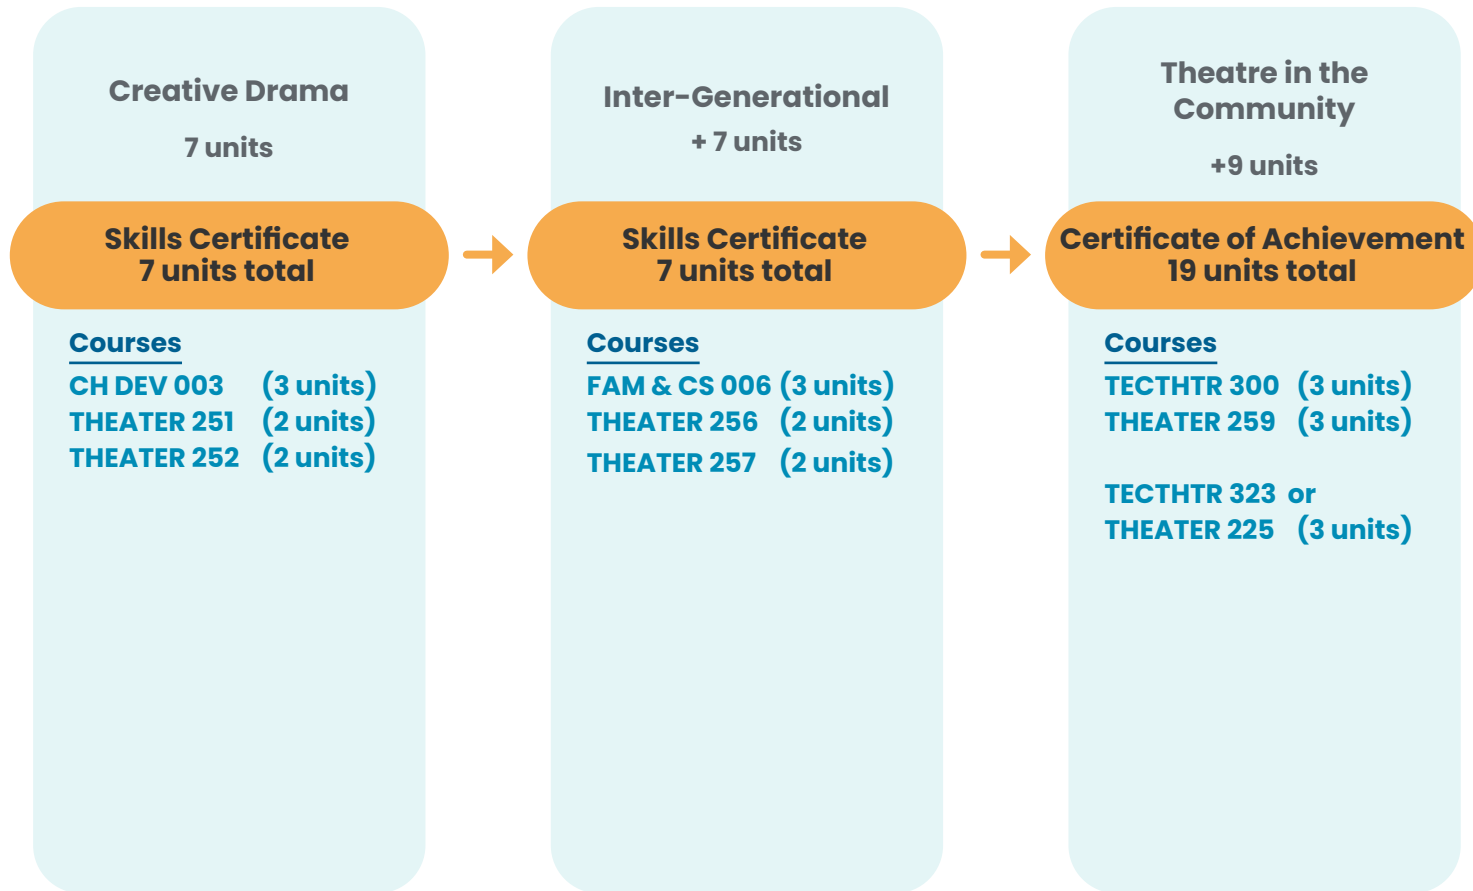 Creative Drama
7 units
Skills Certificate
7 units total
Courses
CH DEV 003 (3 units)
THEATER 251 (2 units)
THEATER 252 (2 units)
Inter-Generational
+ 7 units
Skills Certificate
7 units total
Courses
FAM & CS 006 (3 units)
THEATER 256 (2 units)
THEATER 257 (2 units)
Theatre in the
Community
+9 units
Certificate of Achievement
19 units total
Courses
TECTHTR 300 (3 units)
THEATER 259 (3 units)
TECTHTR 323 or
THEATER 225 (3 units)